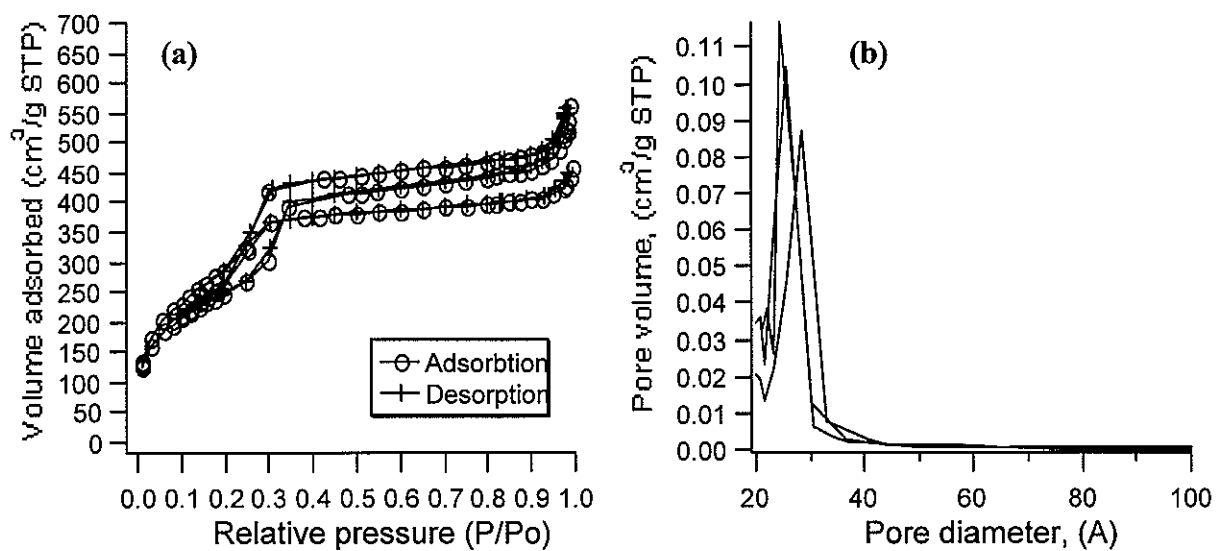 (a)
Volume adsorbed (cm³/g STP)
700
650
600
550
500
450
400
350
300
250
200
150
100
50
0
Adsorbtion
Desorption
0.0 0.1 0.2 0.3 0.4 0.5 0.6 0.7 0.8 0.9 1.0
Relative pressure (P/Po)
(b)
Pore volume, (cm³/g STP)
0.11
0.10
0.09
0.08
0.07
0.06
0.05
0.04
0.03
0.02
0.01
0.00
20 40 60 80 100
Pore diameter, (A)